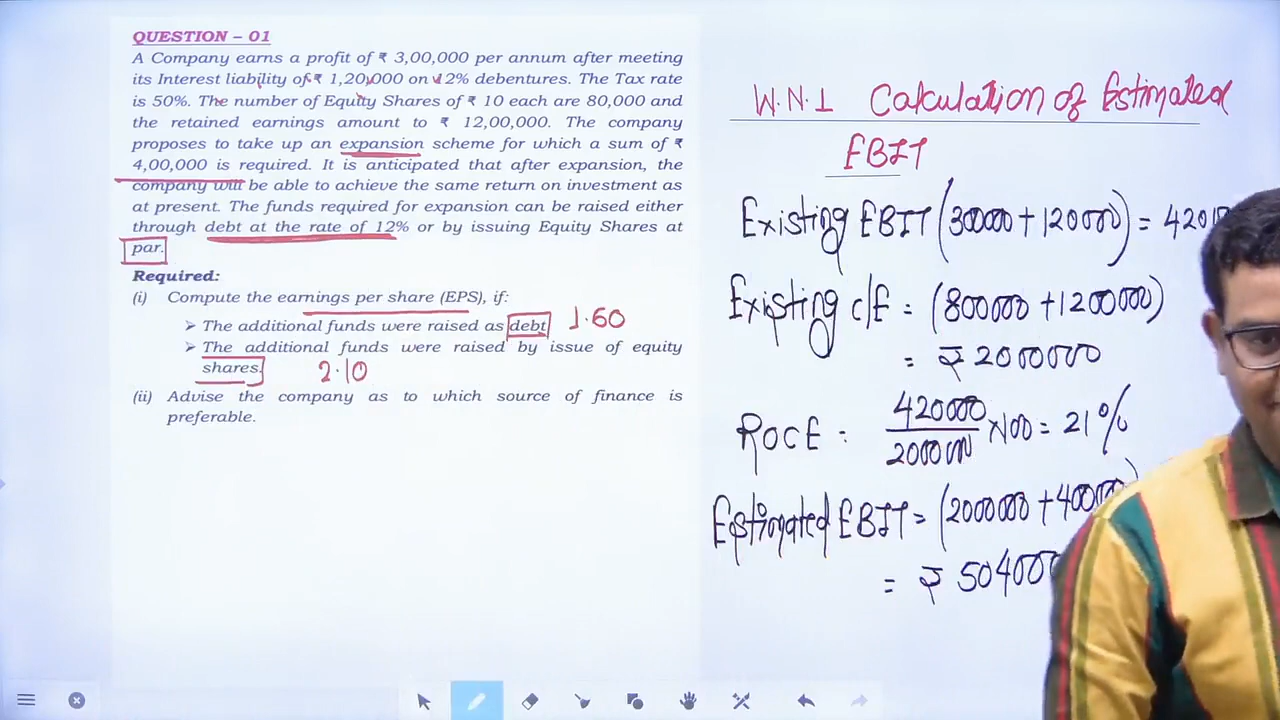 QUESTION – 01
A Company earns a profit of ₹ 3,00,000 per annum after meeting
its Interest liability of ₹ 1,20,000 on 12% debentures. The Tax rate
is 50%. The number of Equity Shares of ₹ 10 each are 80,000 and
the retained earnings amount to ₹ 12,00,000. The company
proposes to take up an expansion scheme for which a sum of ₹
4,00,000 is required. It is anticipated that after expansion, the
company will be able to achieve the same return on investment as
at present. The funds required for expansion can be raised either
through debt at the rate of 12% or by issuing Equity Shares at
par.
Required:
(i) Compute the earnings per share (EPS), if:
➤ The additional funds were raised as debt 1.60
➤ The additional funds were raised by issue of equity
shares. 2.10
(ii) Advise the company as to which source of finance is
preferable.
W.N.1 Calculation of Estimated
EBIT
Existing EBIT (300000 + 120000) =
Existing C/E = (800000 + 1200000)
= ₹ 2000000
ROCE = 420000/2000000 × 100 = 21%
Estimated EBIT = (2000000 + 400000)
= ₹ 504000